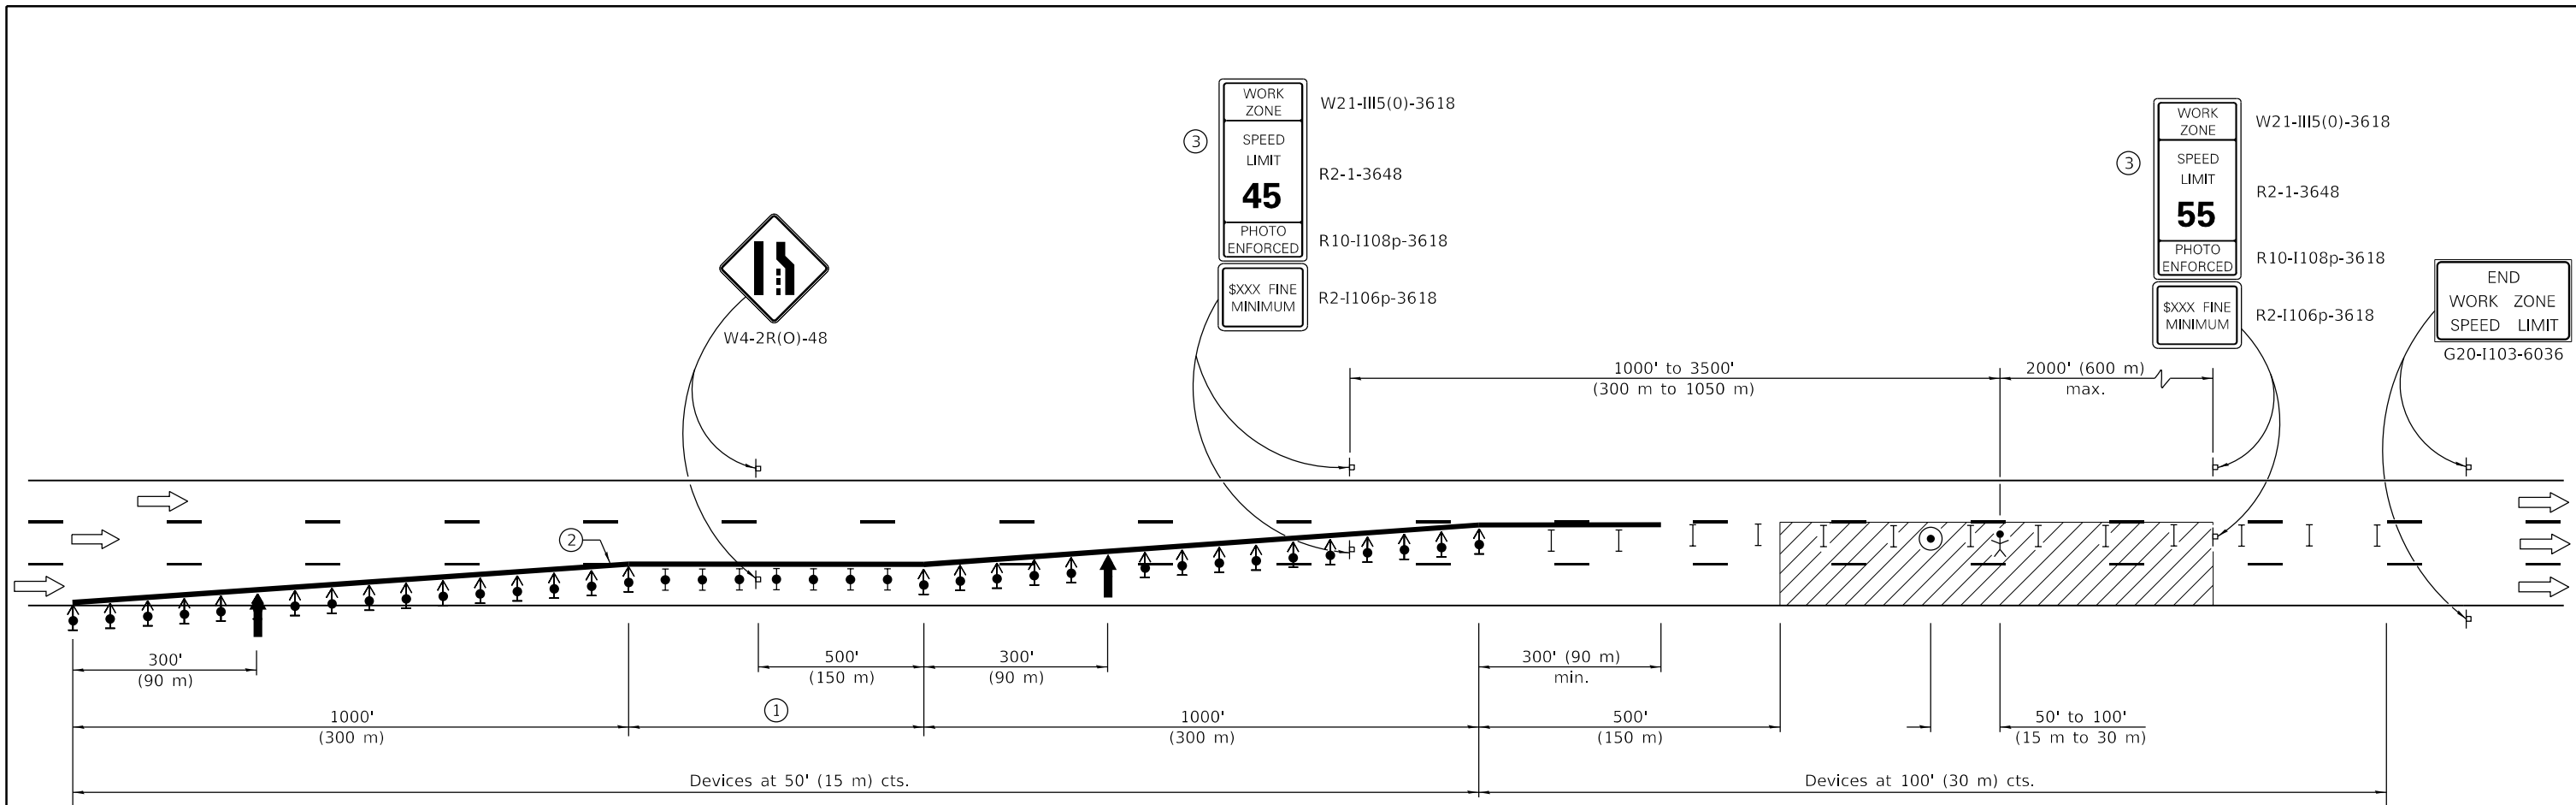 WORK
ZONE
SPEED
LIMIT
45
PHOTO
ENFORCED
$XXX FINE
MINIMUM
W21-III5(0)-3618
R2-1-3648
R10-I108p-3618
R2-I106p-3618
3
WORK
ZONE
SPEED
LIMIT
55
PHOTO
ENFORCED
$XXX FINE
MINIMUM
W21-III5(0)-3618
R2-1-3648
R10-I108p-3618
R2-I106p-3618
3
END
WORK ZONE
SPEED LIMIT
G20-I103-6036
W4-2R(O)-48
1000' to 3500'
(300 m to 1050 m)
2000' (600 m)
max.
2
300'
(90 m)
500'
(150 m)
300'
(90 m)
300' (90 m)
min.
1000'
(300 m)
1
1000'
(300 m)
500'
(150 m)
50' to 100'
(15 m to 30 m)
Devices at 50' (15 m) cts.
Devices at 100' (30 m) cts.